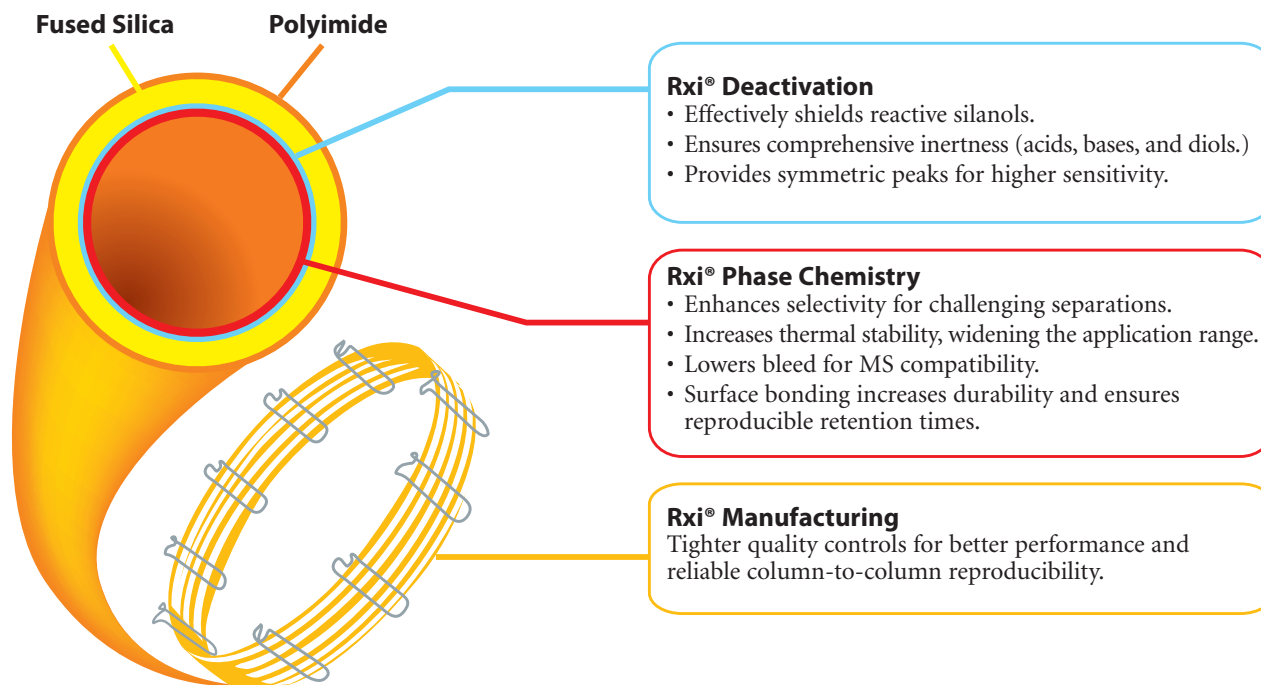 Fused Silica
Polyimide
Rxi® Deactivation
• Effectively shields reactive silanols.
• Ensures comprehensive inertness (acids, bases, and diols.)
• Provides symmetric peaks for higher sensitivity.
Rxi® Phase Chemistry
• Enhances selectivity for challenging separations.
• Increases thermal stability, widening the application range.
• Lowers bleed for MS compatibility.
• Surface bonding increases durability and ensures
reproducible retention times.
Rxi® Manufacturing
Tighter quality controls for better performance and
reliable column-to-column reproducibility.